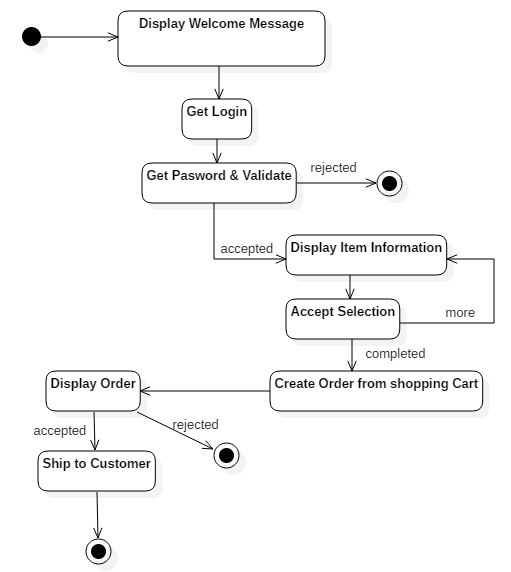 Display Welcome Message
Get Login
Get Pasword & Validate
rejected
accepted
Display Item Information
Accept Selection
more
completed
Create Order from shopping Cart
Display Order
rejected
accepted
Ship to Customer